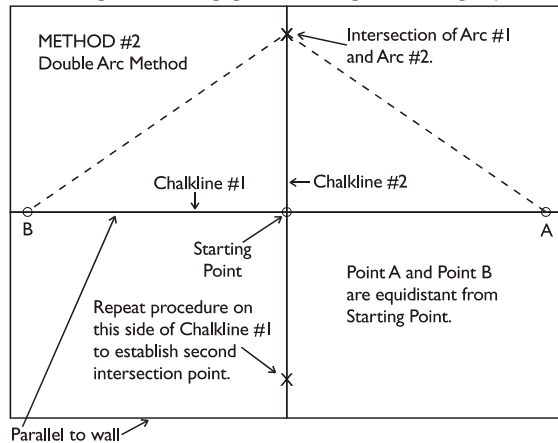 METHOD #2
Double Arc Method
X
Intersection of Arc #1
and Arc #2.
Chalkline #1
Chalkline #2
B
A
Starting
Point
Point A and Point B
are equidistant from
Starting Point.
Repeat procedure on
this side of Chalkline #1
to establish second
intersection point.
X
Parallel to wall